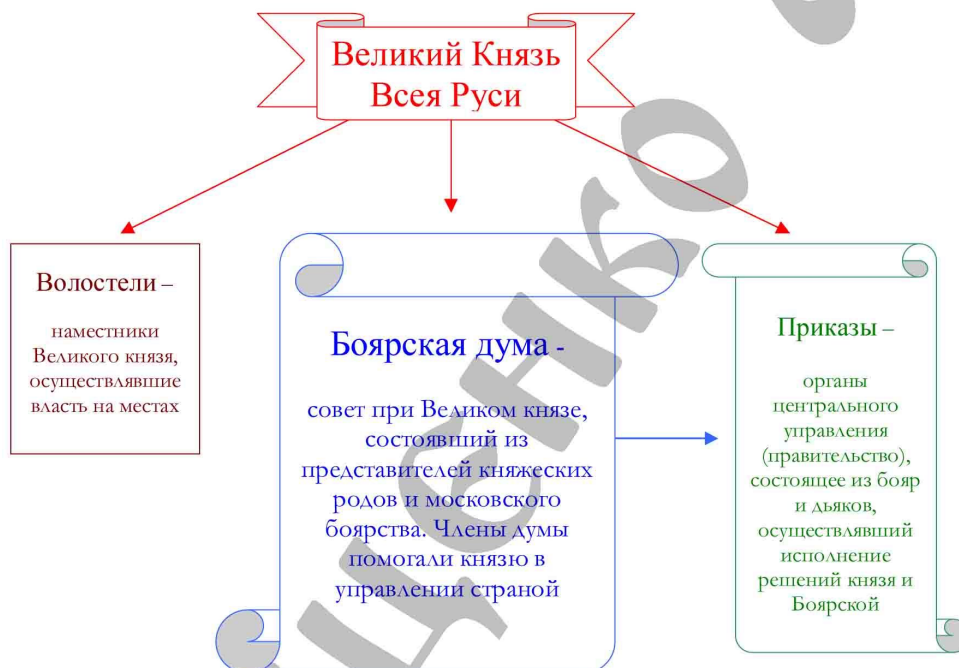 Великий Князь
Всея Руси
Волостели –
наместники
Великого князя,
осуществлявшие
власть на местах
Боярская дума -
совет при Великом князе,
состоявший из
представителей княжеских
родов и московского
боярства. Члены думы
помогали князю в
управлении страной
Приказы –
органы
центрального
управления
(правительство),
состоящее из бояр
и дьяков,
осуществлявший
исполнение
решений князя и
Боярской